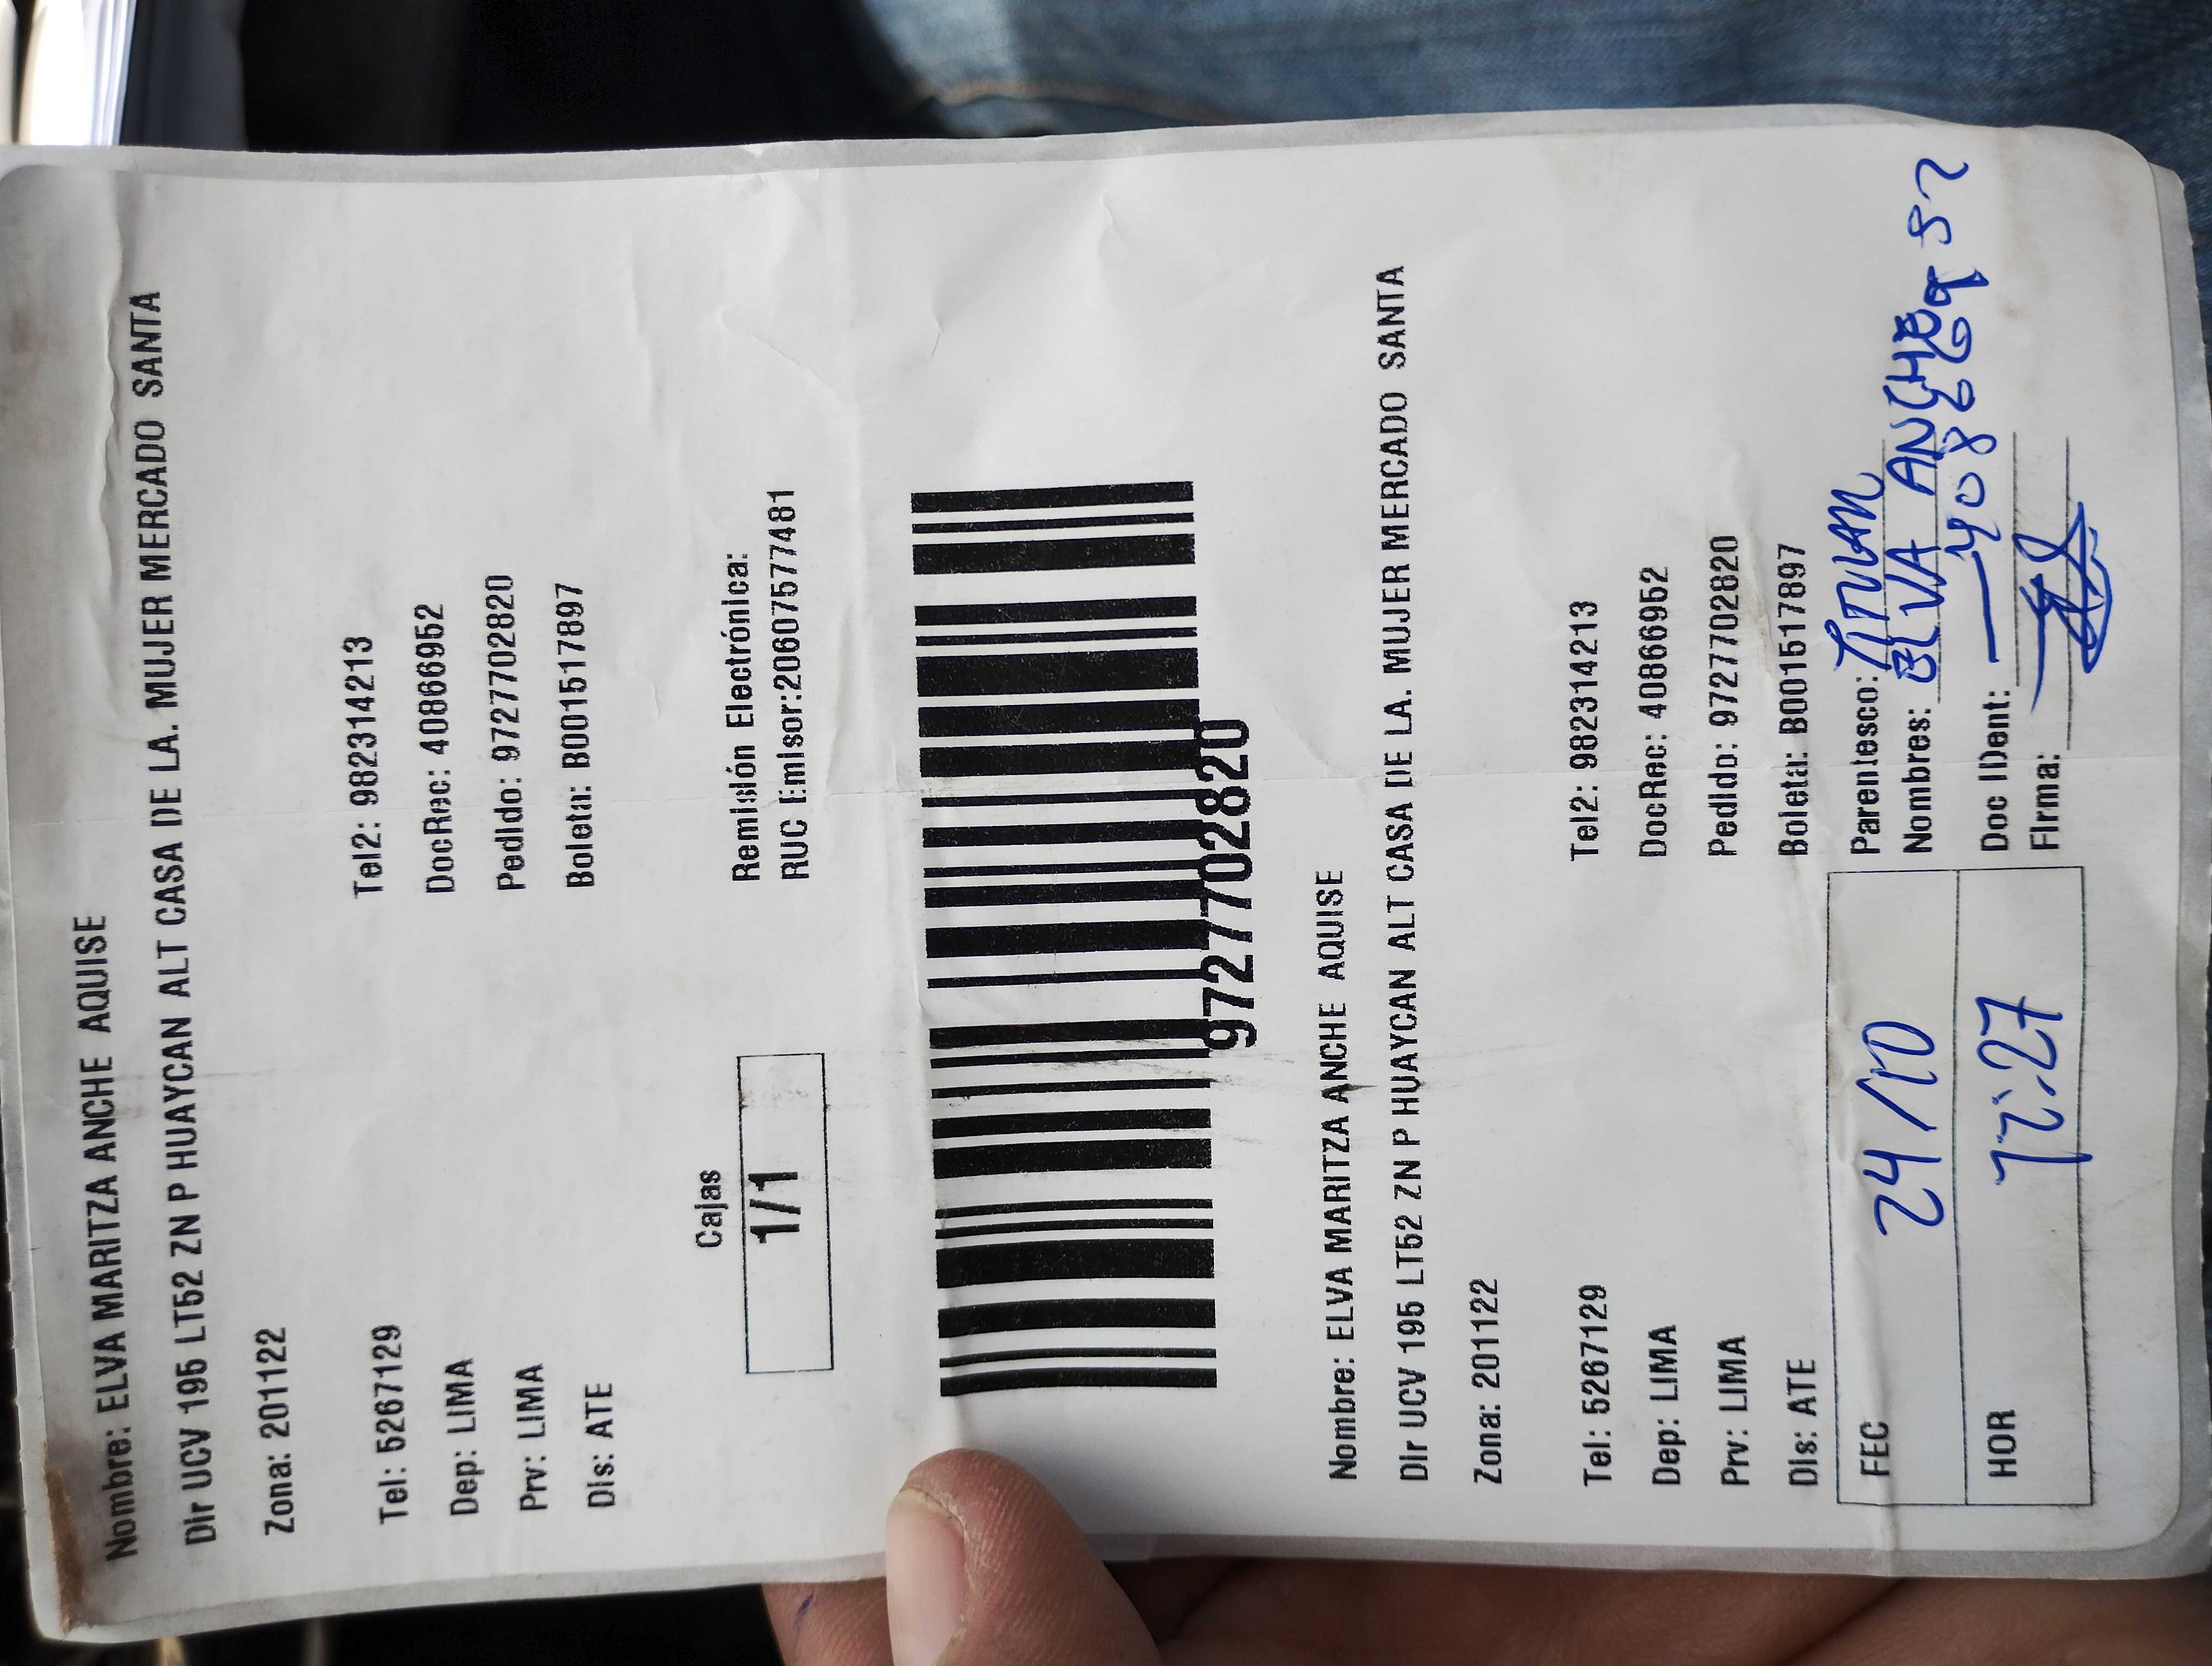 Nombre: ELVA MARITZA ANCHE AQUISE
Dir UCV 195 LT52 ZN P HUAYCAN ALT CASA DE LA. MUJER MERCADO SANTA
Zona: 201122
Tel: 5267129 Tel2: 982314213
Dep: LIMA DocRec: 40866952
Prv: LIMA Pedido: 9727702820
Dis: ATE Boleta: B001517897
Cajas Remisión Electrónica:
1/1 RUC Emisor:20607577481
9727702820
Nombre: ELVA MARITZA ANCHE AQUISE
Dir UCV 195 LT52 ZN P HUAYCAN ALT CASA DE LA. MUJER MERCADO SANTA
Zona: 201122
Tel: 5267129 Tel2: 982314213
Dep: LIMA DocRec: 40866952
Prv: LIMA Pedido: 9727702820
Dis: ATE Boleta: B001517897
FEC 24/10 Parentesco:
Nombres: ELVA ANCHE
HOR 12:27 Doc IDent:
Firma: